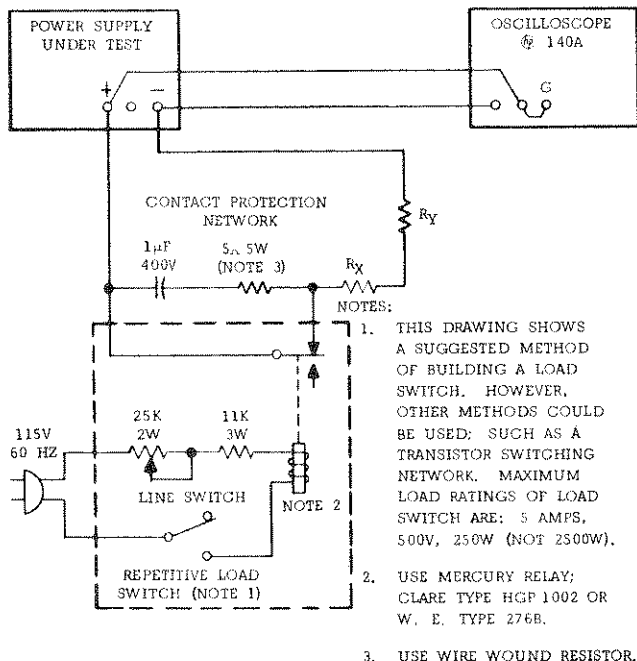 POWER SUPPLY
UNDER TEST
+ −
OSCILLOSCOPE
hp 140A
G
CONTACT PROTECTION
NETWORK
1μF
400V
5Ω 5W
(NOTE 3)
RX
RY
115V
60 HZ
25K
2W
11K
3W
LINE SWITCH
NOTE 2
REPETITIVE LOAD
SWITCH (NOTE 1)
NOTES:
1. THIS DRAWING SHOWS
A SUGGESTED METHOD
OF BUILDING A LOAD
SWITCH. HOWEVER,
OTHER METHODS COULD
BE USED; SUCH AS A
TRANSISTOR SWITCHING
NETWORK. MAXIMUM
LOAD RATINGS OF LOAD
SWITCH ARE: 5 AMPS,
500V, 250W (NOT 2500W).
2. USE MERCURY RELAY;
CLARE TYPE HGP 1002 OR
W. E. TYPE 276B.
3. USE WIRE WOUND RESISTOR.